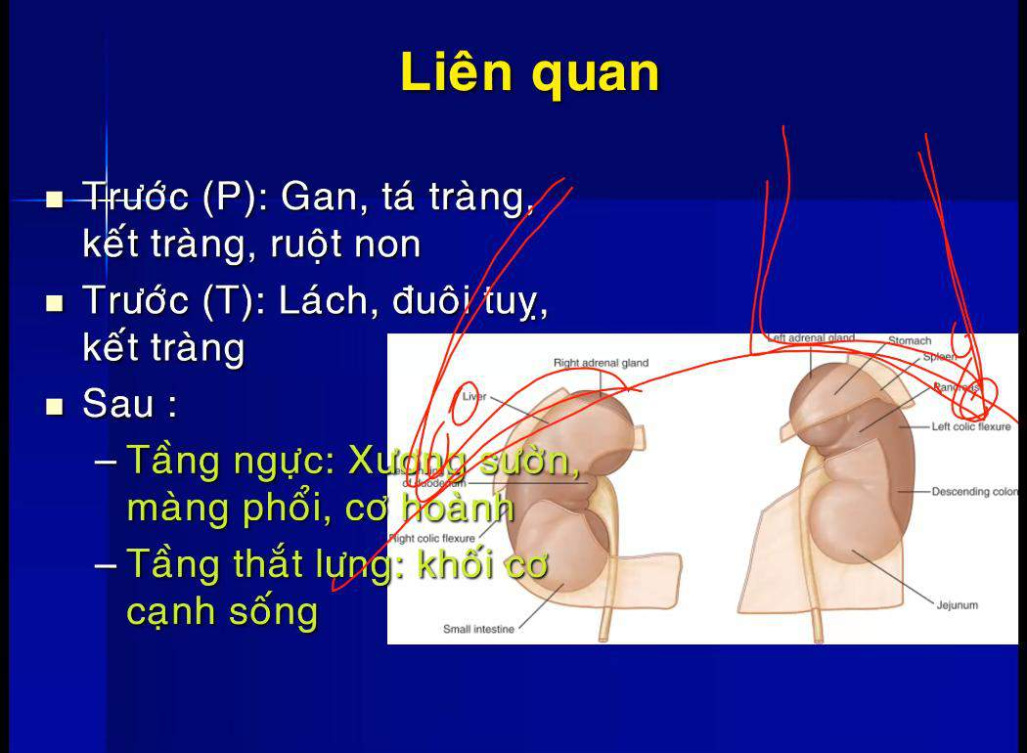 Liên quan
Trước (P): Gan, tá tràng,
kết tràng, ruột non
Trước (T): Lách, đuôi tuỵ,
kết tràng
Sau :
– Tầng ngực: Xương sườn,
màng phổi, cơ hoành
– Tầng thắt lưng: khối cơ
cạnh sống
Right adrenal gland
Liver
of duodenum
Right colic flexure
Small intestine
Left adrenal gland
Stomach
Spleen
Pancreas
Left colic flexure
Descending colon
Jejunum